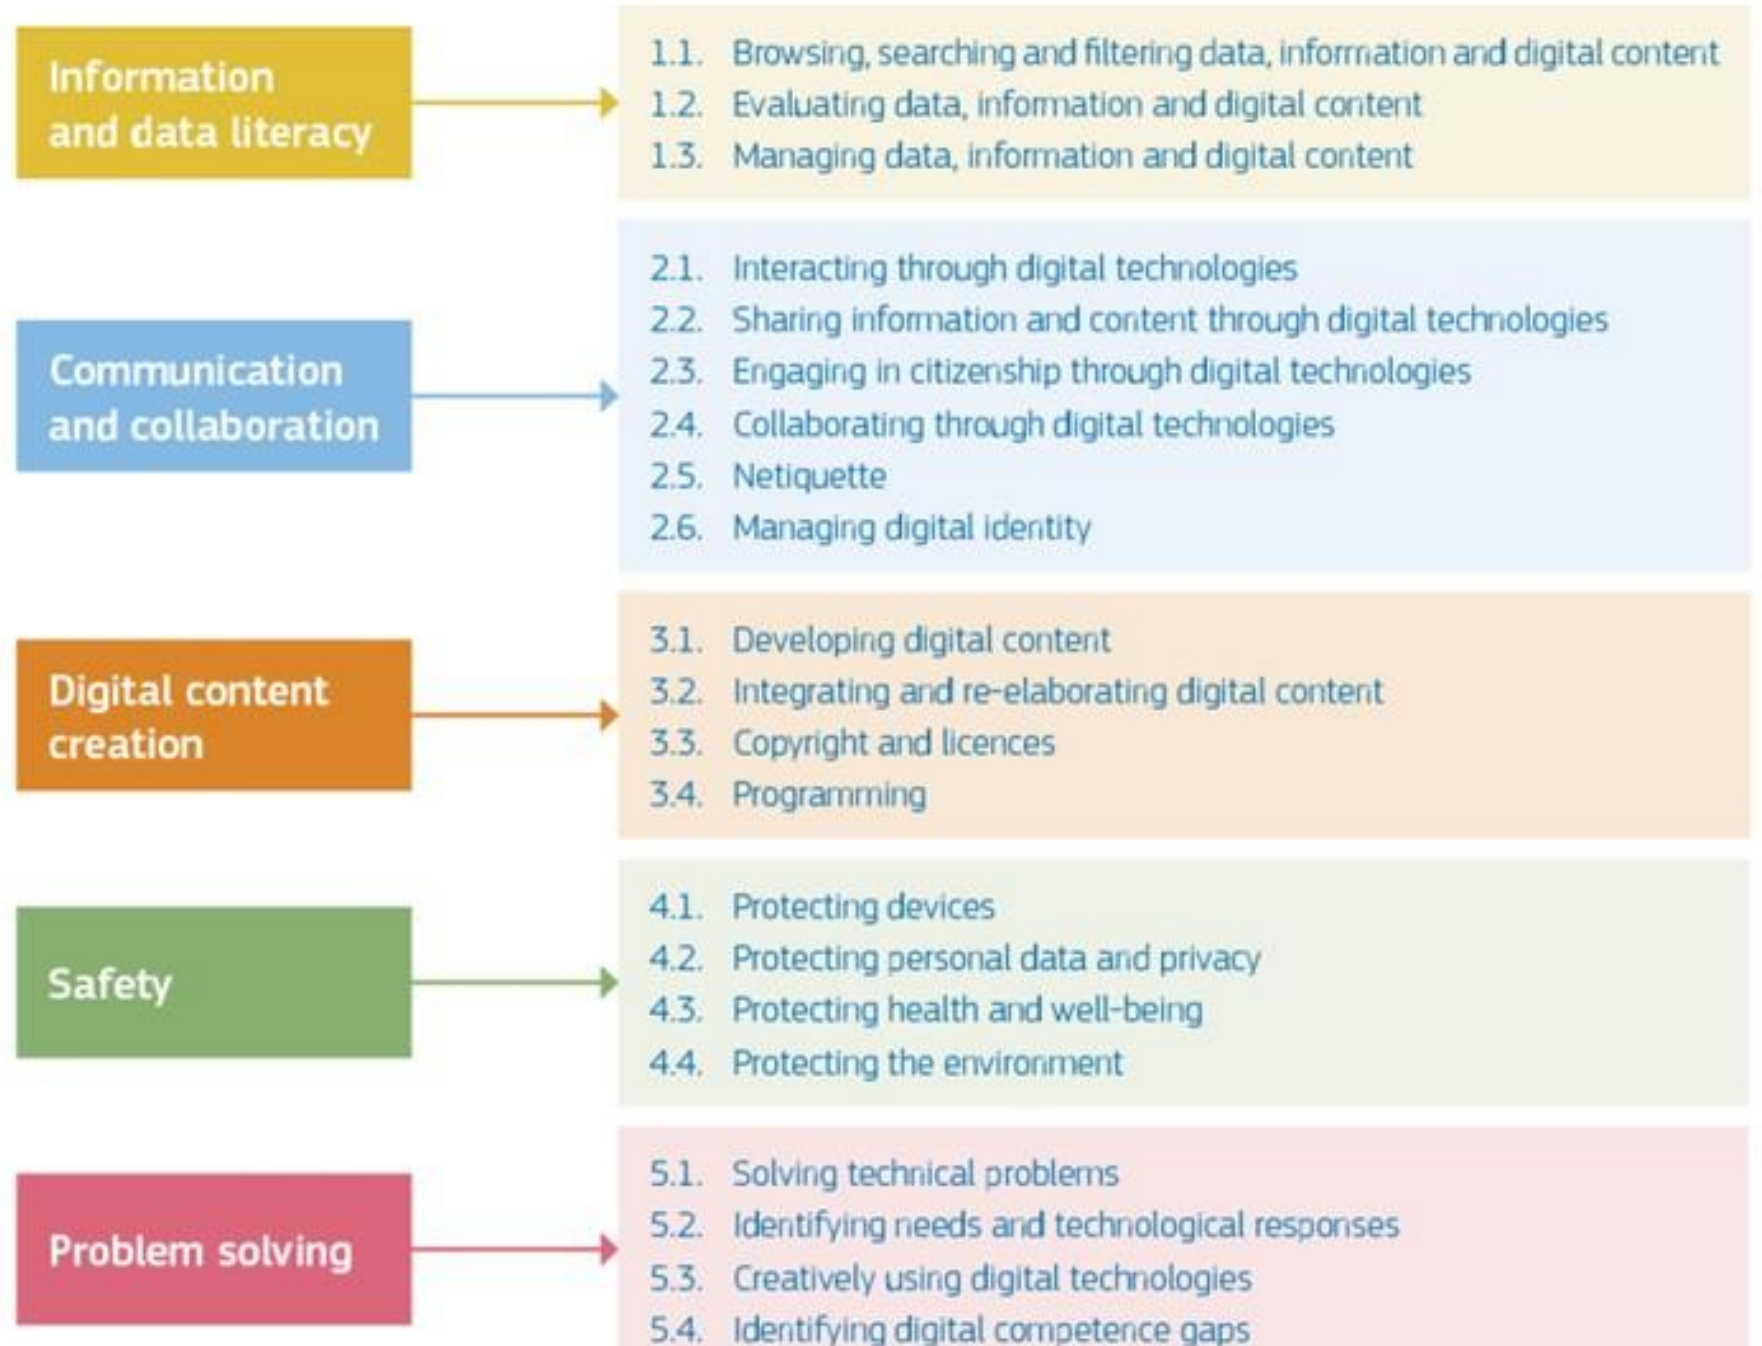 Information
and data literacy
1.1. Browsing, searching and filtering data, information and digital content
1.2. Evaluating data, information and digital content
1.3. Managing data, information and digital content
Communication
and collaboration
2.1. Interacting through digital technologies
2.2. Sharing information and content through digital technologies
2.3. Engaging in citizenship through digital technologies
2.4. Collaborating through digital technologies
2.5. Netiquette
2.6. Managing digital identity
Digital content
creation
3.1. Developing digital content
3.2. Integrating and re-elaborating digital content
3.3. Copyright and licences
3.4. Programming
Safety
4.1. Protecting devices
4.2. Protecting personal data and privacy
4.3. Protecting health and well-being
4.4. Protecting the environment
Problem solving
5.1. Solving technical problems
5.2. Identifying needs and technological responses
5.3. Creatively using digital technologies
5.4. Identifying digital competence gaps